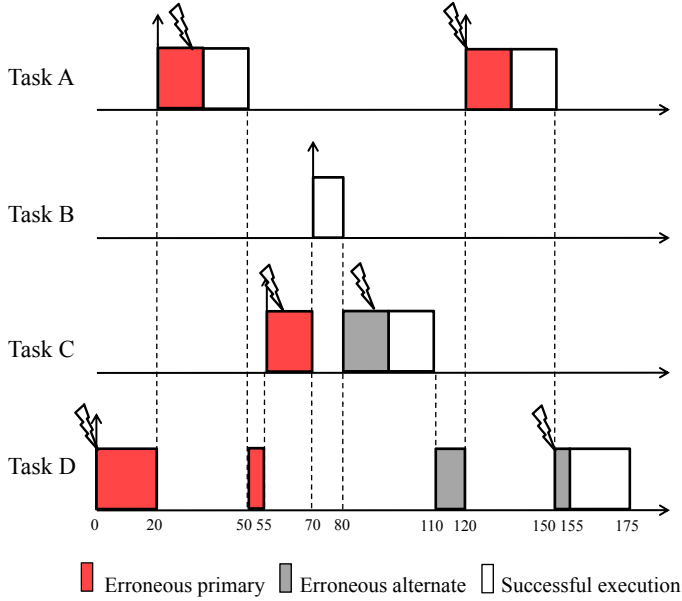 Task A
Task B
Task C
Task D
0 20 50 55 70 80 110 120 150 155 175
Erroneous primary Erroneous alternate Successful execution